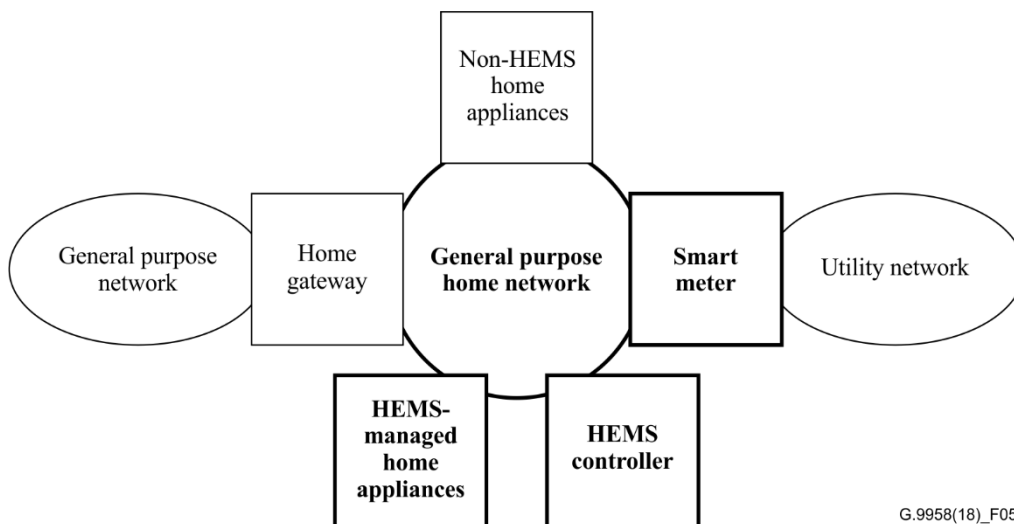 Non-HEMS
home
appliances
General purpose
network
Home
gateway
General purpose
home network
Smart
meter
Utility network
HEMS-
managed
home
appliances
HEMS
controller
G.9958(18)_F05